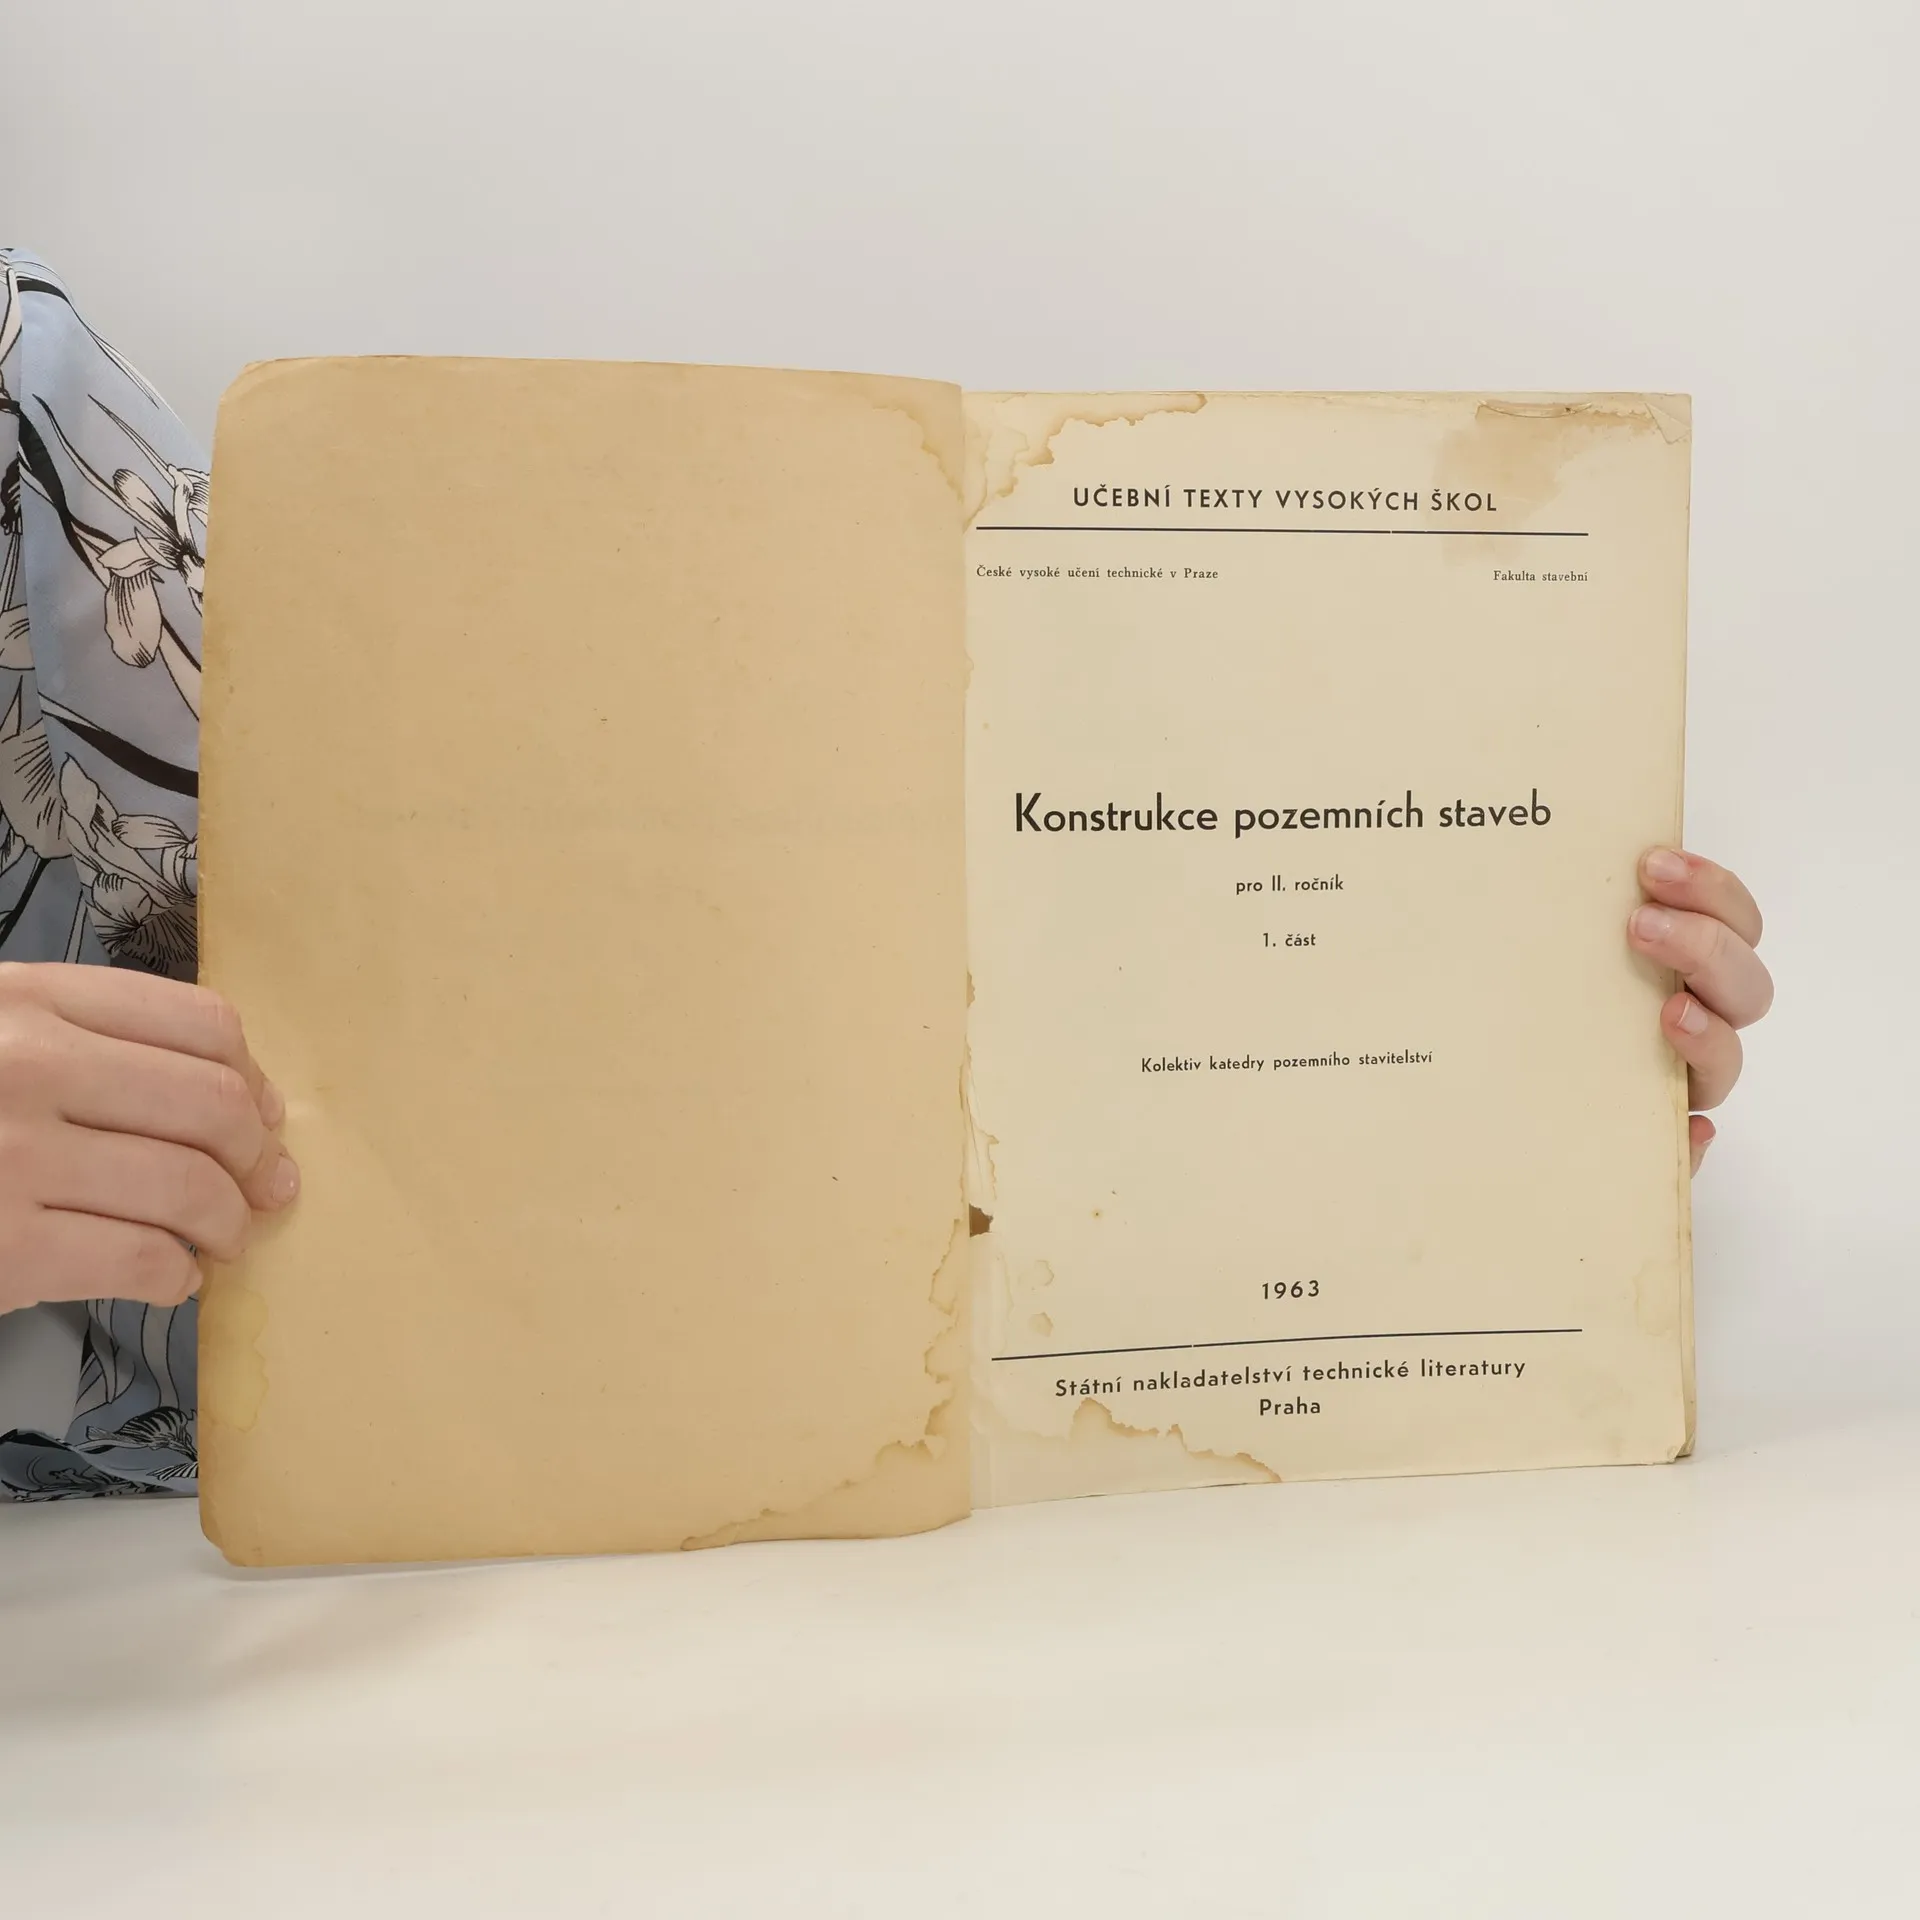 UČEBNÍ TEXTY VYSOKÝCH ŠKOL
České vysoké učení technické v Praze Fakulta stavební
Konstrukce pozemních staveb
pro II. ročník
1. část
Kolektiv katedry pozemního stavitelství
1963
Státní nakladatelství technické literatury
Praha